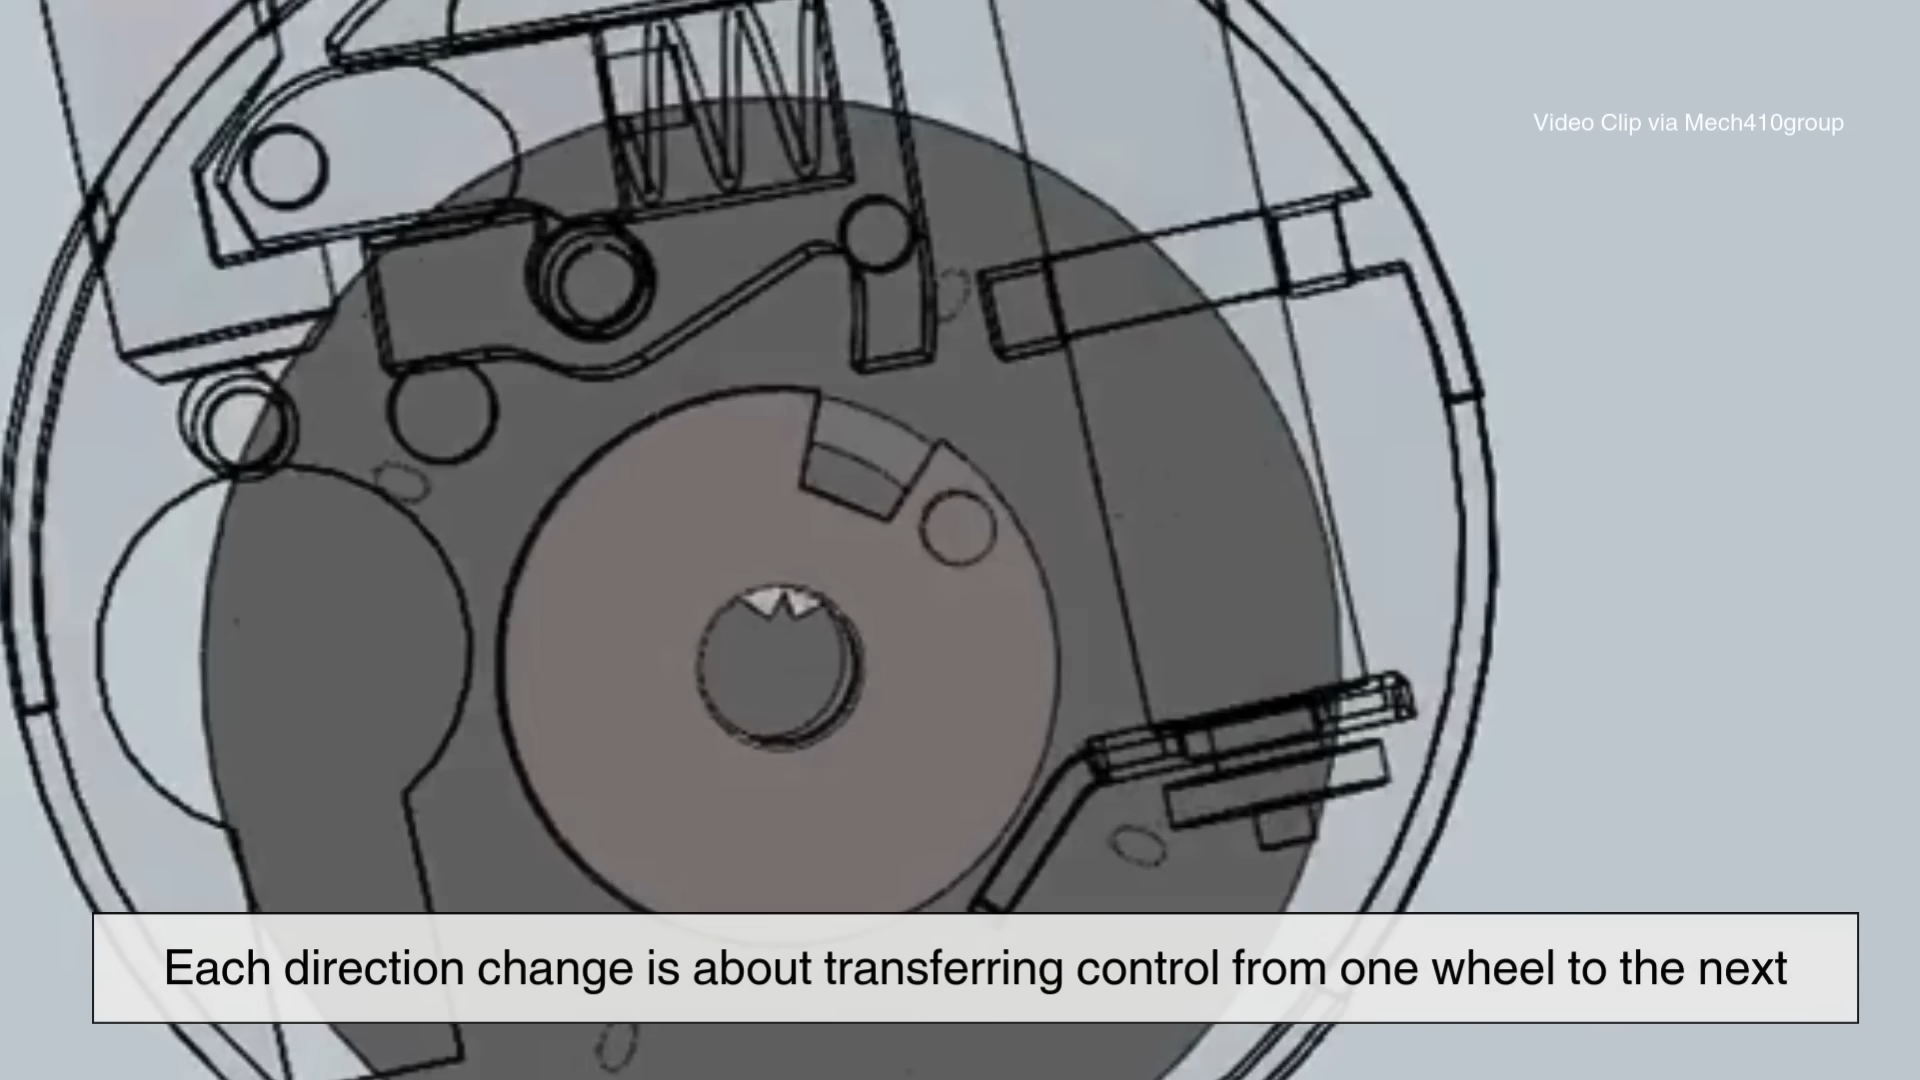 Video Clip via Mech410group
Each direction change is about transferring control from one wheel to the next